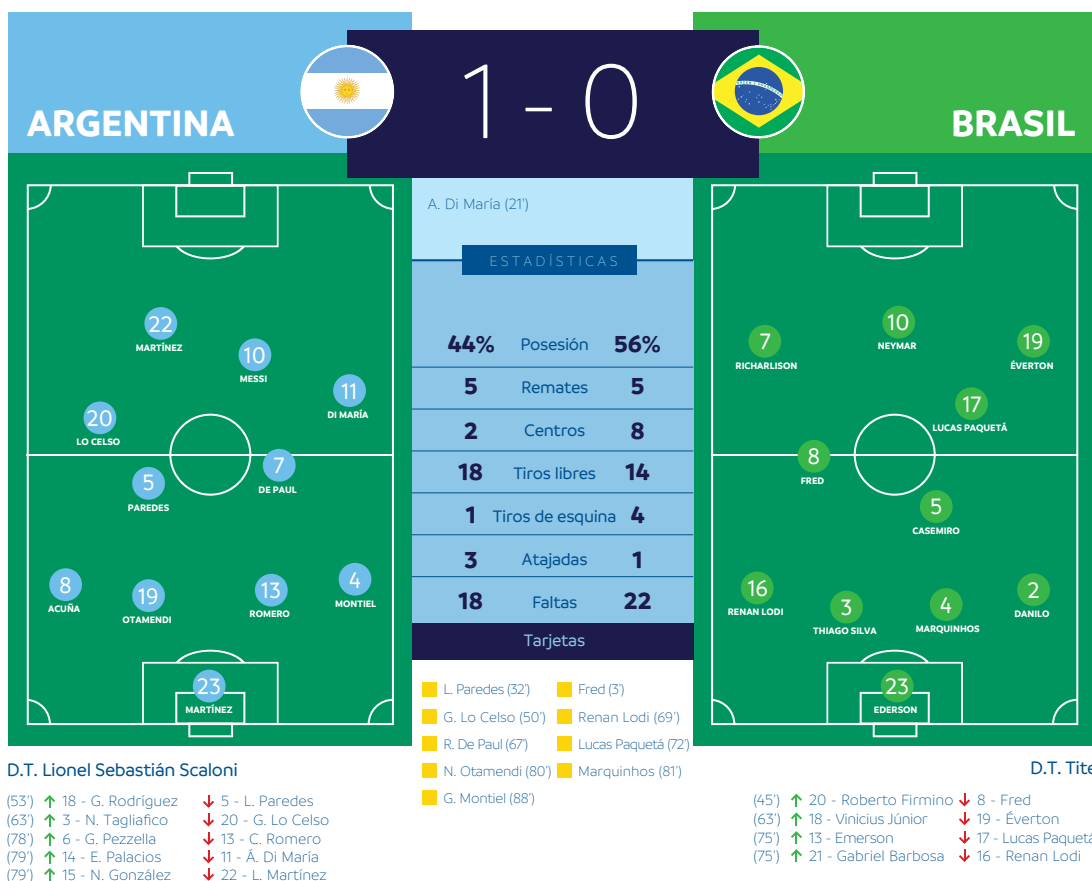 ARGENTINA
1 - 0
BRASIL
A. Di María (21')
ESTADÍSTICAS
44% Posesión 56%
5 Remates 5
2 Centros 8
18 Tiros libres 14
1 Tiros de esquina 4
3 Atajadas 1
18 Faltas 22
Tarjetas
L. Paredes (32') Fred (3')
G. Lo Celso (50') Renan Lodi (69')
R. De Paul (67') Lucas Paquetá (72')
N. Otamendi (80') Marquinhos (81')
G. Montiel (88')
22
MARTÍNEZ
10
MESSI
11
DI MARÍA
20
LO CELSO
7
DE PAUL
5
PAREDES
8
ACUÑA
19
OTAMENDI
13
ROMERO
4
MONTIEL
23
MARTÍNEZ
7
RICHARLISON
10
NEYMAR
19
ÉVERTON
17
LUCAS PAQUETÁ
8
FRED
5
CASEMIRO
16
RENAN LODI
3
THIAGO SILVA
4
MARQUINHOS
2
DANILO
23
EDERSON
D.T. Lionel Sebastián Scaloni
(53') ↑ 18 - G. Rodríguez ↓ 5 - L. Paredes
(63') ↑ 3 - N. Tagliafico ↓ 20 - G. Lo Celso
(78') ↑ 6 - G. Pezzella ↓ 13 - C. Romero
(79') ↑ 14 - E. Palacios ↓ 11 - Á. Di María
(79') ↑ 15 - N. González ↓ 22 - L. Martínez
D.T. Tite
(45') ↑ 20 - Roberto Firmino ↓ 8 - Fred
(63') ↑ 18 - Vinicius Júnior ↓ 19 - Éverton
(75') ↑ 13 - Emerson ↓ 17 - Lucas Paquetá
(75') ↑ 21 - Gabriel Barbosa ↓ 16 - Renan Lodi